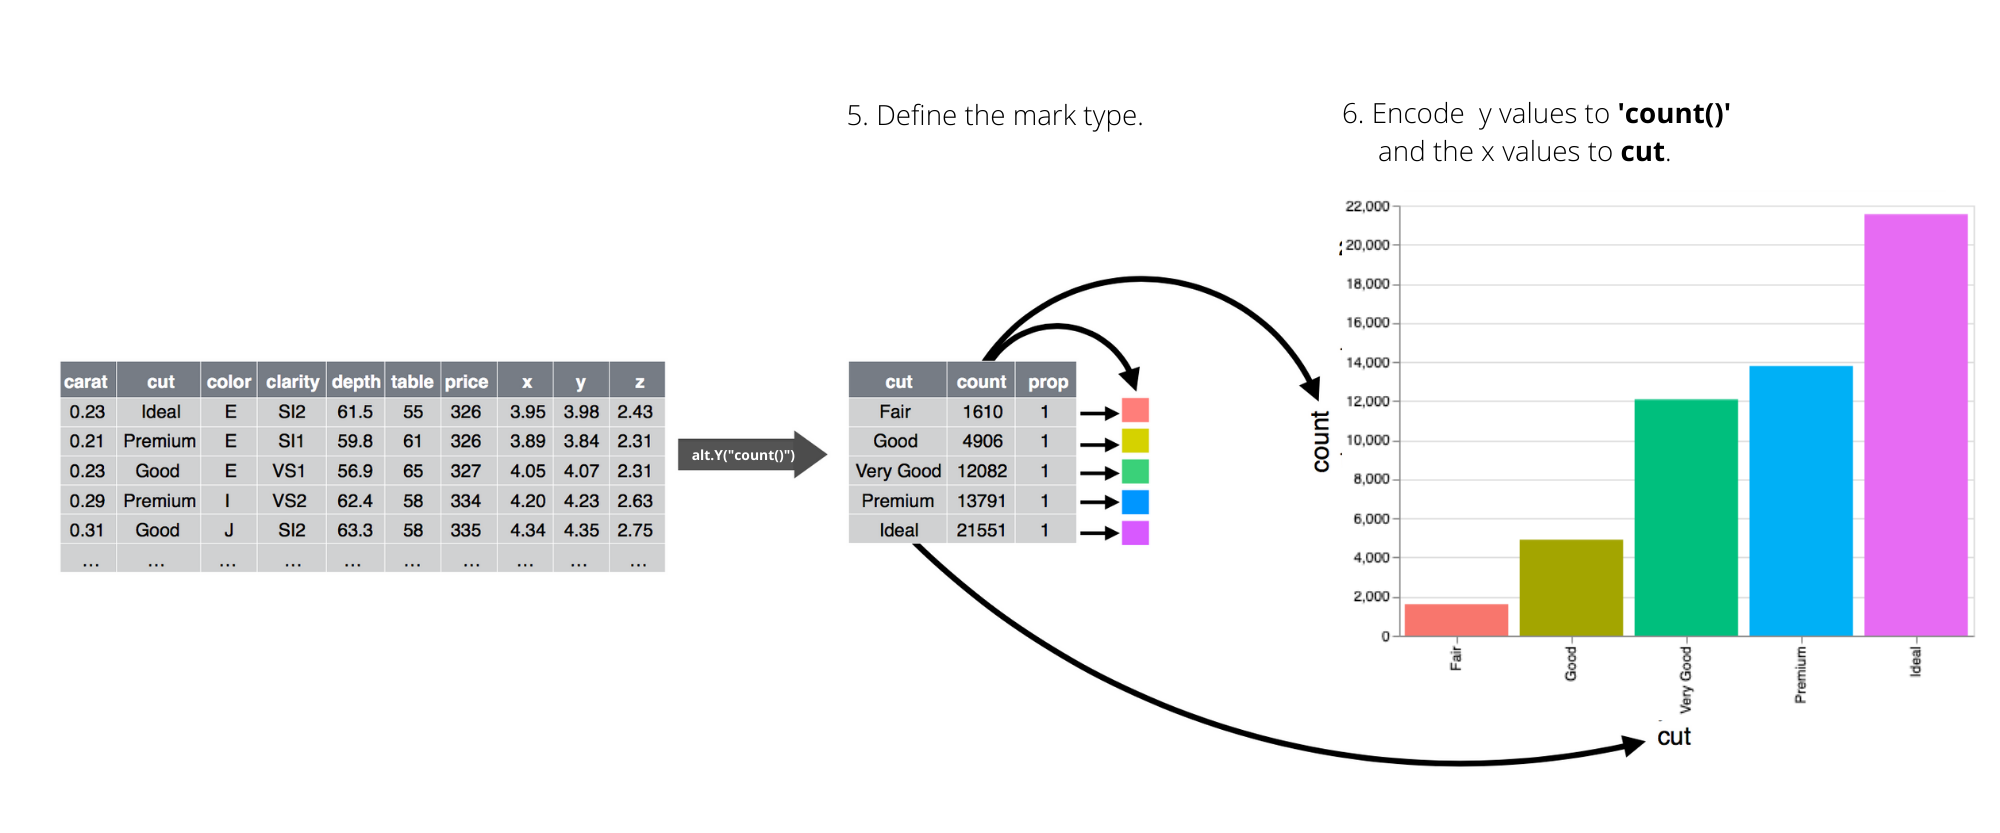 5. Define the mark type.
6. Encode y values to 'count()'
and the x values to cut.
carat cut color clarity depth table price x y z
0.23 Ideal E SI2 61.5 55 326 3.95 3.98 2.43
0.21 Premium E SI1 59.8 61 326 3.89 3.84 2.31
0.23 Good E VS1 56.9 65 327 4.05 4.07 2.31
0.29 Premium I VS2 62.4 58 334 4.20 4.23 2.63
0.31 Good J SI2 63.3 58 335 4.34 4.35 2.75
... ... ... ... ... ... ... ... ... ...
alt.Y("count()")
cut count prop
Fair 1610 1
Good 4906 1
Very Good 12082 1
Premium 13791 1
Ideal 21551 1
count
22,000
20,000
18,000
16,000
14,000
12,000
10,000
8,000
6,000
4,000
2,000
0
Fair
Good
Very Good
Premium
Ideal
cut